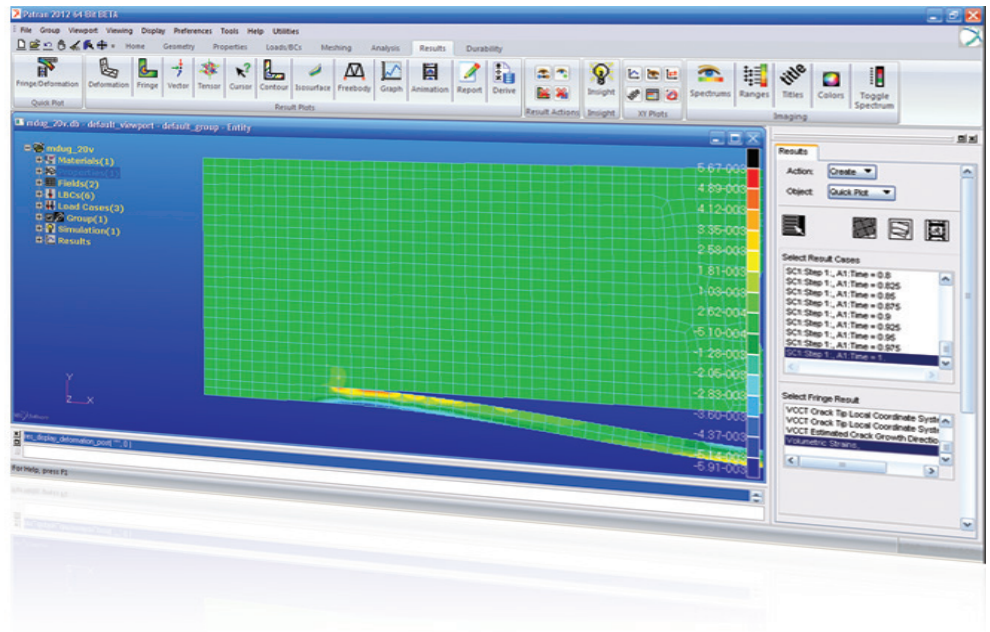 Patran 2012 64-Bit BETA
File Group Viewport Viewing Display Preferences Tools Help Utilities
Home Geometry Properties Loads/BCs Meshing Analysis Results Durability
Fringe/Deformation Deformation Fringe Vector Tensor Cursor Contour Isosurface Freebody Graph Animation Report Derive Insight Spectrums Ranges Titles Colors Toggle Spectrum
Quick Plot Result Plots Result Actions Insight XY Plots Imaging
mdug_20v.db - default_viewport - default_group - Entity
mdug_20v
Materials(1)
Properties(1)
Fields(2)
LBCs(6)
Load Cases(3)
Group(1)
Simulation(1)
Results
5.67-003
4.89-003
4.12-003
3.35-003
2.58-003
1.81-003
1.03-003
2.62-004
-5.10-004
-1.28-003
-2.05-003
-2.83-003
-3.60-003
-4.37-003
-5.14-003
-5.91-003
Y
Z X
res_display_deformation_post( "", 0 )
For Help, press F1
Results
Action: Create
Object: Quick Plot
Select Result Cases
SC1:Step 1:, A1:Time = 0.8
SC1:Step 1:, A1:Time = 0.825
SC1:Step 1:, A1:Time = 0.85
SC1:Step 1:, A1:Time = 0.875
SC1:Step 1:, A1:Time = 0.9
SC1:Step 1:, A1:Time = 0.925
SC1:Step 1:, A1:Time = 0.95
SC1:Step 1:, A1:Time = 0.975
SC1:Step 1:, A1:Time = 1.
Select Fringe Result
VCCT Crack Tip Local Coordinate Syste
VCCT Crack Tip Local Coordinate Syste
VCCT Estimated Crack Growth Directio
Volumetric Strains,